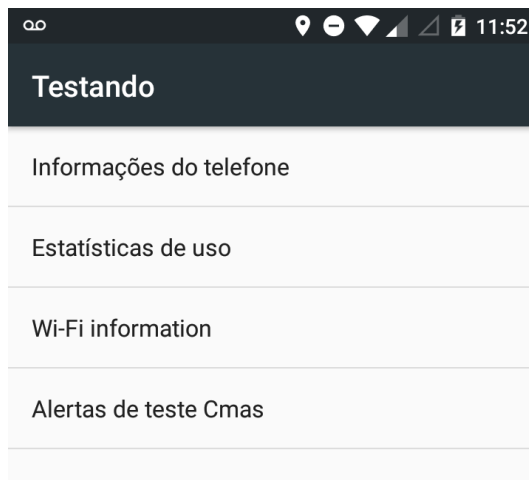 11:52
Testando
Informações do telefone
Estatísticas de uso
Wi-Fi information
Alertas de teste Cmas